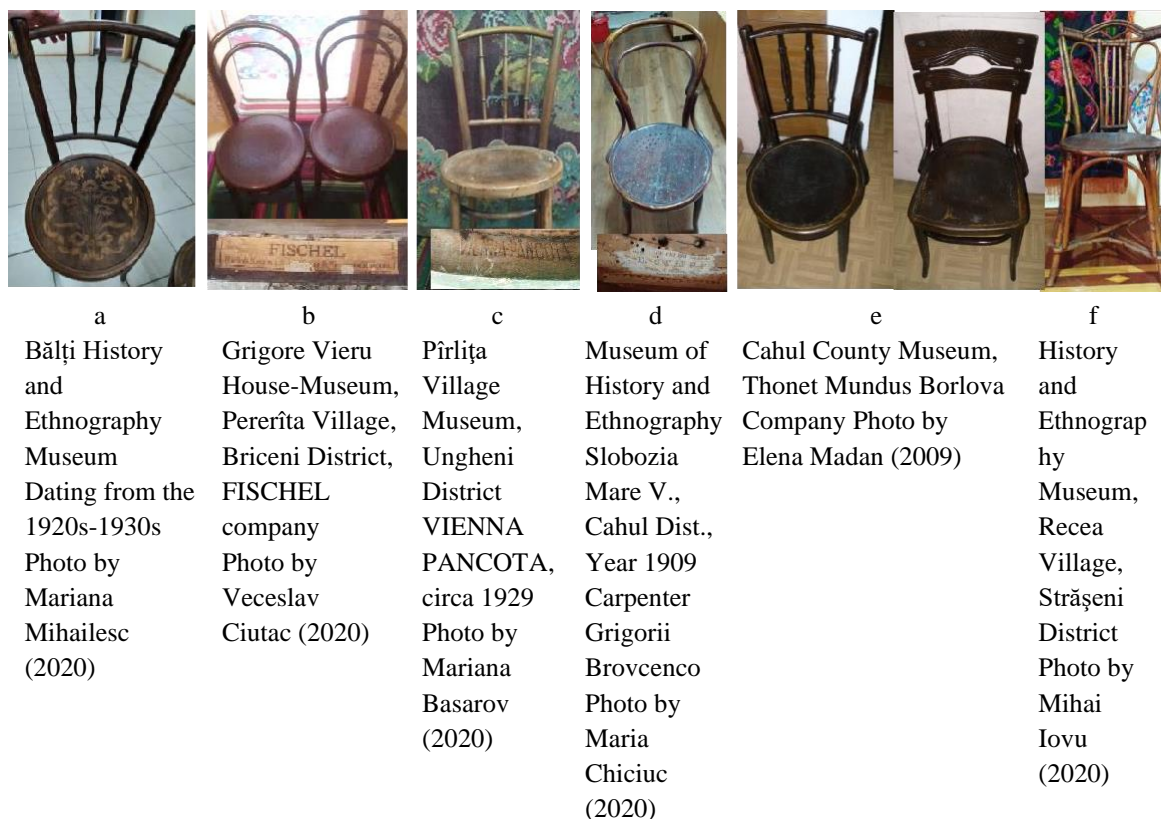 FISCHEL
a
Bălți History
and
Ethnography
Museum
Dating from the
1920s-1930s
Photo by
Mariana
Mihailesc
(2020)
b
Grigore Vieru
House-Museum,
Pererîta Village,
Briceni District,
FISCHEL
company
Photo by
Veceslav
Ciutac (2020)
c
Pîrliţa
Village
Museum,
Ungheni
District
VIENNA
PANCOTA,
circa 1929
Photo by
Mariana
Basarov
(2020)
d
Museum of
History and
Ethnography
Slobozia
Mare V.,
Cahul Dist.,
Year 1909
Carpenter
Grigorii
Brovcenco
Photo by
Maria
Chiciuc
(2020)
e
Cahul County Museum,
Thonet Mundus Borlova
Company Photo by
Elena Madan (2009)
f
History
and
Ethnograp
hy
Museum,
Recea
Village,
Străşeni
District
Photo by
Mihai
Iovu
(2020)